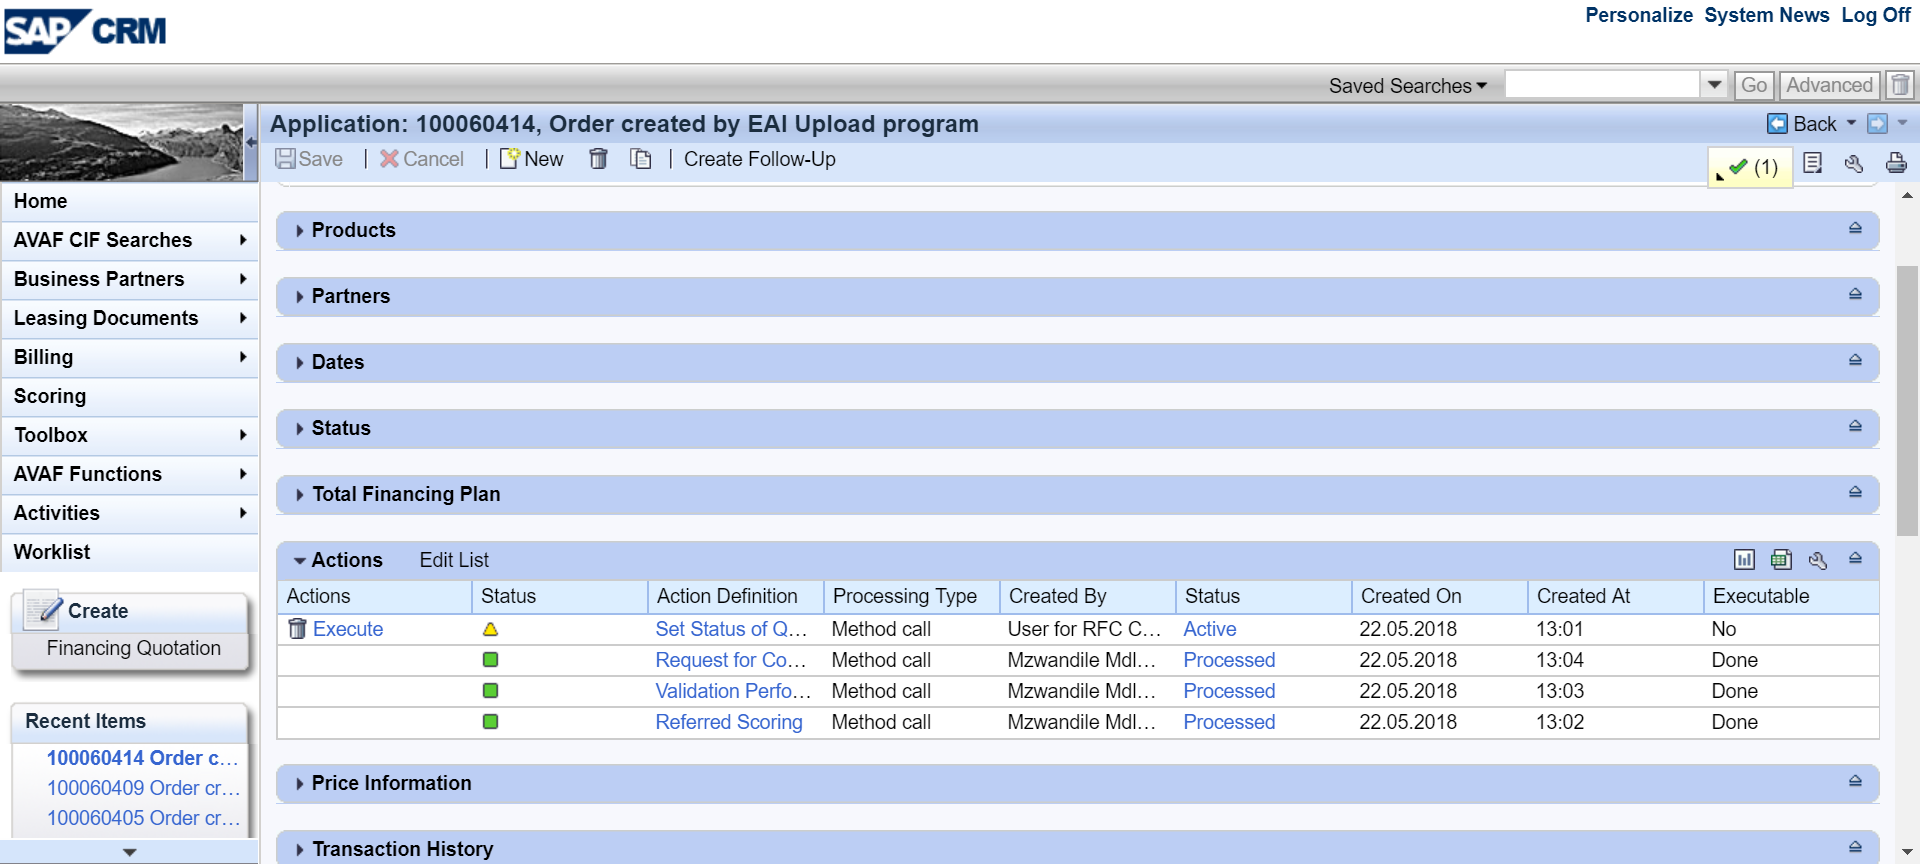 SAP CRM
Personalize System News Log Off
Saved Searches Go Advanced
Application: 100060414, Order created by EAI Upload program
Back
Save | Cancel | New | Create Follow-Up
(1)
Home
AVAF CIF Searches
Business Partners
Leasing Documents
Billing
Scoring
Toolbox
AVAF Functions
Activities
Worklist
Create
Financing Quotation
Recent Items
100060414 Order c...
100060409 Order cr...
100060405 Order cr...
Products
Partners
Dates
Status
Total Financing Plan
Actions Edit List
Actions Status Action Definition Processing Type Created By Status Created On Created At Executable
Execute Set Status of Q... Method call User for RFC C... Active 22.05.2018 13:01 No
Request for Co... Method call Mzwandile Mdl... Processed 22.05.2018 13:04 Done
Validation Perfo... Method call Mzwandile Mdl... Processed 22.05.2018 13:03 Done
Referred Scoring Method call Mzwandile Mdl... Processed 22.05.2018 13:02 Done
Price Information
Transaction History